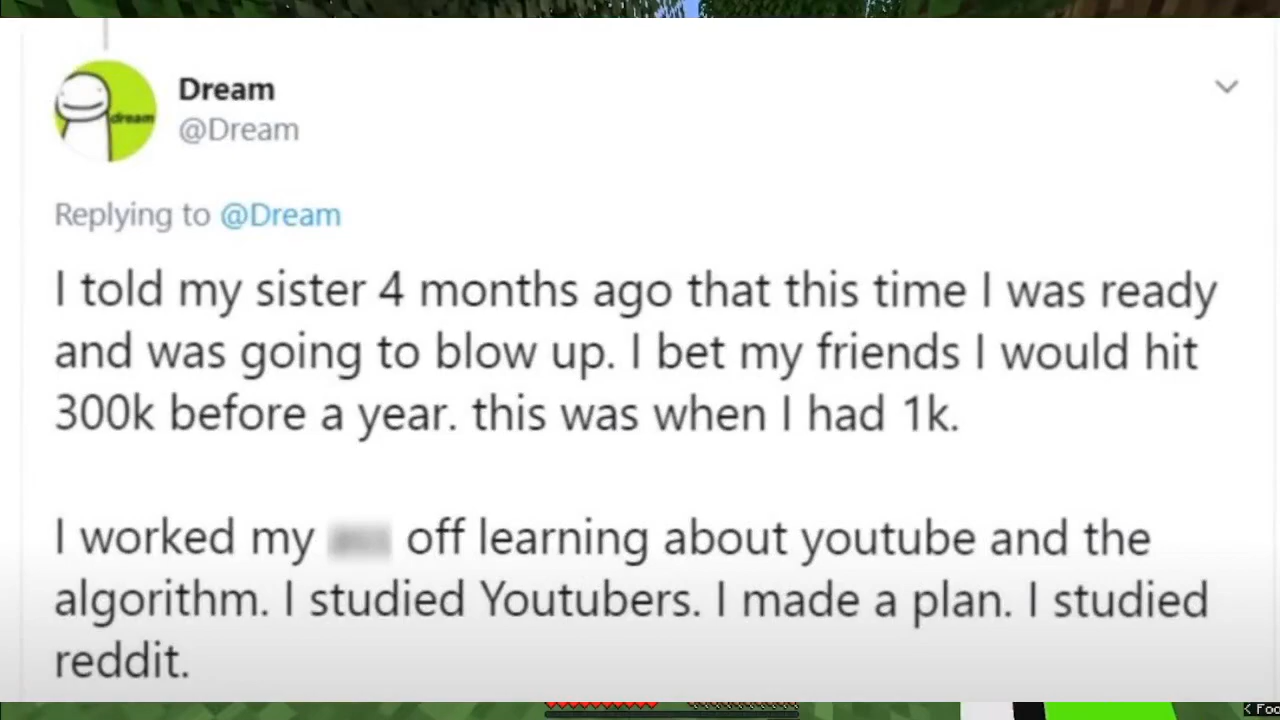 Dream
dream
@Dream
Replying to @Dream
I told my sister 4 months ago that this time I was ready
and was going to blow up. I bet my friends I would hit
300k before a year. this was when I had 1k.
I worked my off learning about youtube and the
algorithm. I studied Youtubers. I made a plan. I studied
reddit.